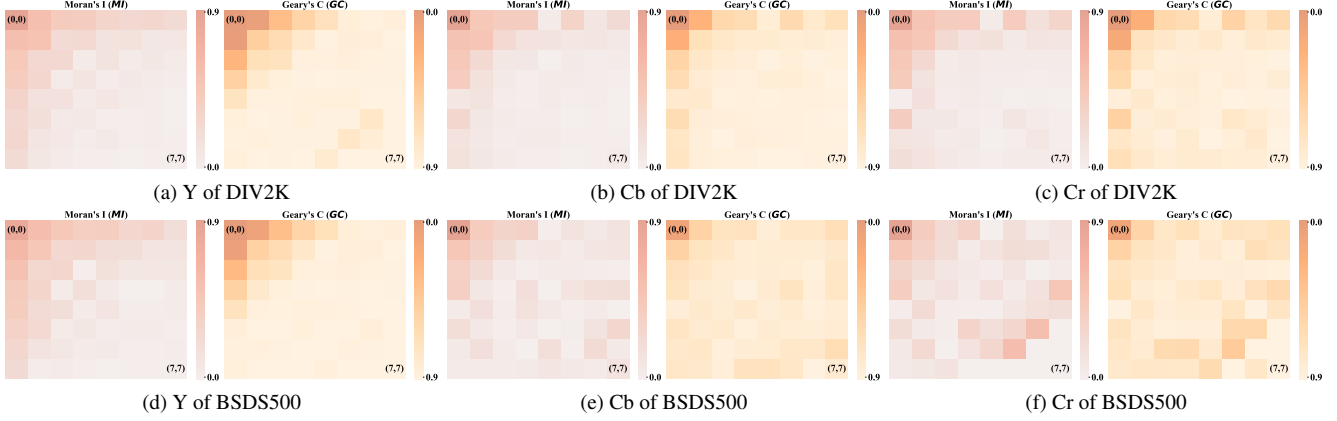 Moran's I (MI) Geary's C (GC) Moran's I (MI) Geary's C (GC) Moran's I (MI) Geary's C (GC)
(0,0) 0.9 (0,0) 0.0 (0,0) 0.9 (0,0) 0.0 (0,0) 0.9 (0,0) 0.0
(7,7) 0.0 (7,7) 0.9 (7,7) 0.0 (7,7) 0.9 (7,7) 0.0 (7,7) 0.9
(a) Y of DIV2K (b) Cb of DIV2K (c) Cr of DIV2K
Moran's I (MI) Geary's C (GC) Moran's I (MI) Geary's C (GC) Moran's I (MI) Geary's C (GC)
(0,0) 0.9 (0,0) 0.0 (0,0) 0.9 (0,0) 0.0 (0,0) 0.9 (0,0) 0.0
(7,7) 0.0 (7,7) 0.9 (7,7) 0.0 (7,7) 0.9 (7,7) 0.0 (7,7) 0.9
(d) Y of BSDS500 (e) Cb of BSDS500 (f) Cr of BSDS500